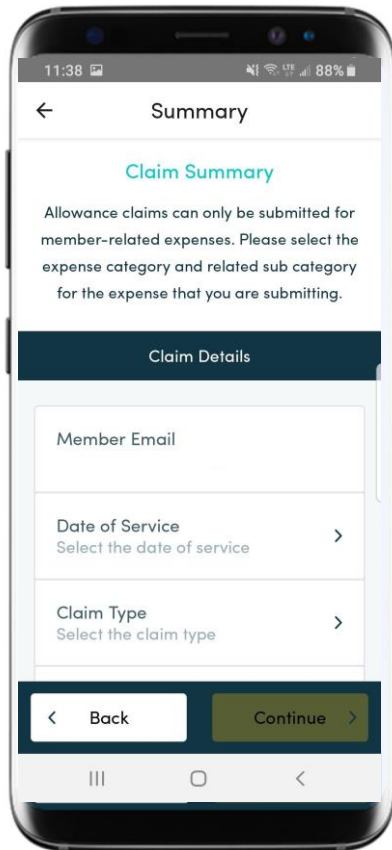 11:38 LTE 88%
Summary
Claim Summary
Allowance claims can only be submitted for
member-related expenses. Please select the
expense category and related sub category
for the expense that you are submitting.
Claim Details
Member Email
Date of Service
Select the date of service
Claim Type
Select the claim type
Back Continue